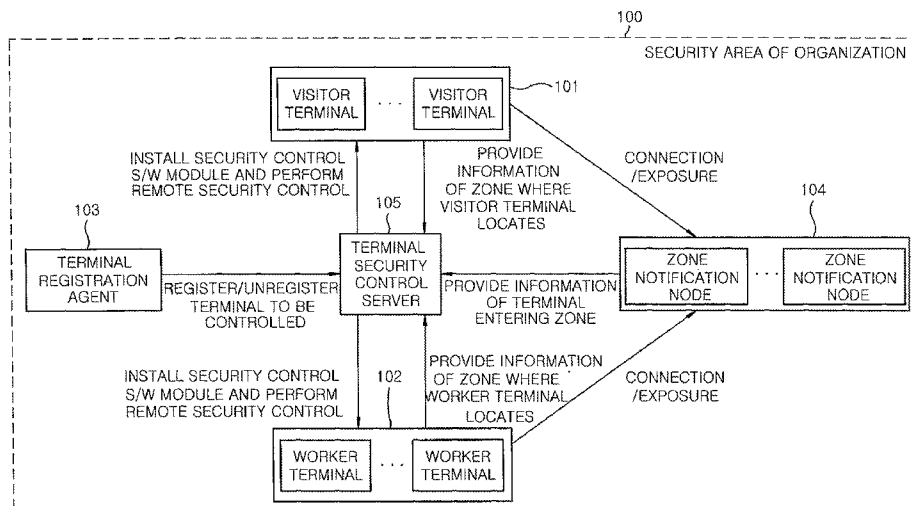 100
SECURITY AREA OF ORGANIZATION
VISITOR
TERMINAL
...
VISITOR
TERMINAL
101
INSTALL SECURITY CONTROL
S/W MODULE AND PERFORM
REMOTE SECURITY CONTROL
PROVIDE
INFORMATION
OF ZONE WHERE
VISITOR TERMINAL
LOCATES
CONNECTION
/EXPOSURE
103
TERMINAL
REGISTRATION
AGENT
REGISTER/UNREGISTER
TERMINAL TO BE
CONTROLLED
105
TERMINAL
SECURITY
CONTROL
SERVER
PROVIDE INFORMATION
OF TERMINAL
ENTERING ZONE
104
ZONE
NOTIFICATION
NODE
...
ZONE
NOTIFICATION
NODE
INSTALL SECURITY CONTROL
S/W MODULE AND PERFORM
REMOTE SECURITY CONTROL
102
PROVIDE INFORMATION
OF ZONE WHERE
WORKER TERMINAL
LOCATES
CONNECTION
/EXPOSURE
WORKER
TERMINAL
...
WORKER
TERMINAL